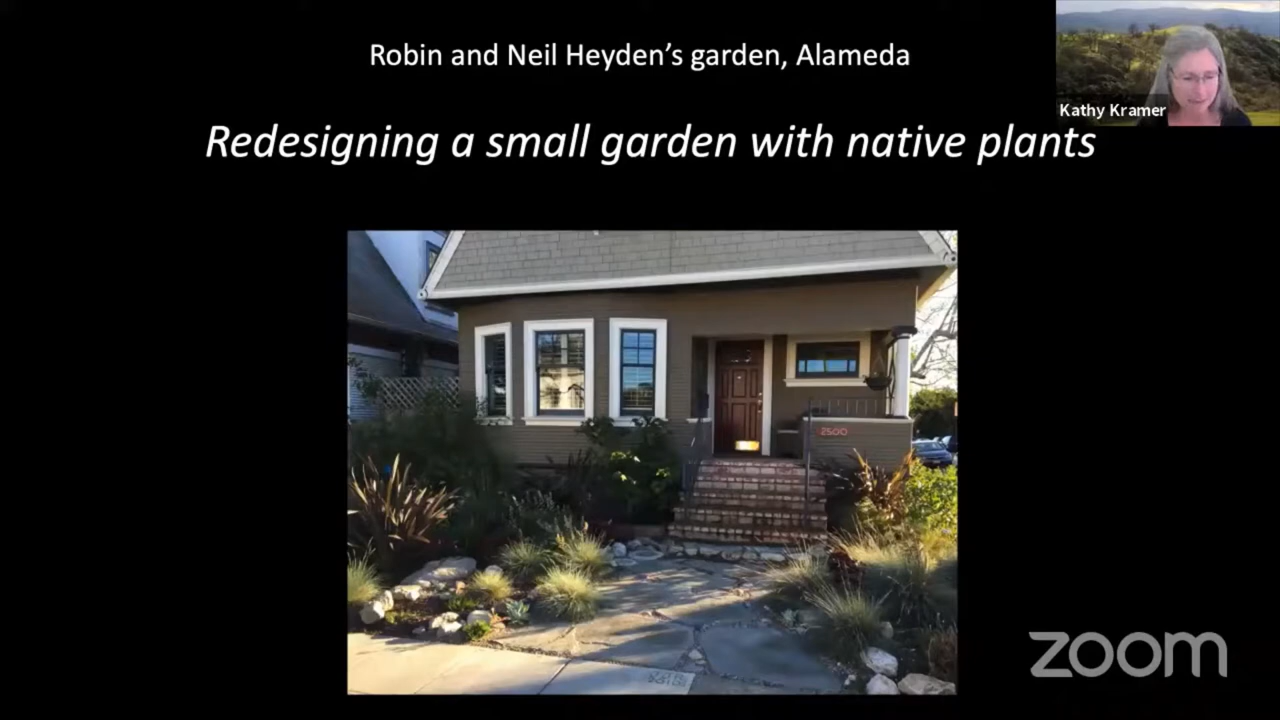 Robin and Neil Heyden's garden, Alameda
Kathy Kramer
Redesigning a small garden with native plants
2500
zoom